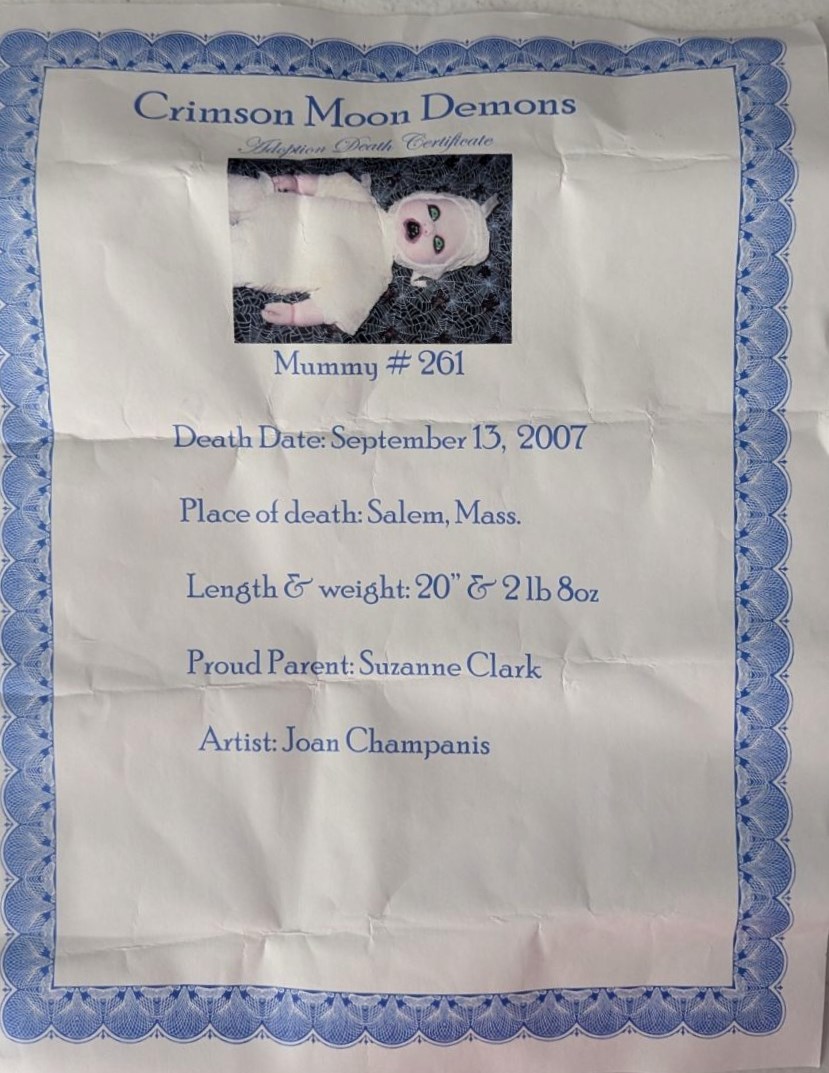 Crimson Moon Demons
Adoption Death Certificate
Mummy # 261
Death Date: September 13, 2007
Place of death: Salem, Mass.
Length & weight: 20” & 2 lb 8oz
Proud Parent: Suzanne Clark
Artist: Joan Champanis